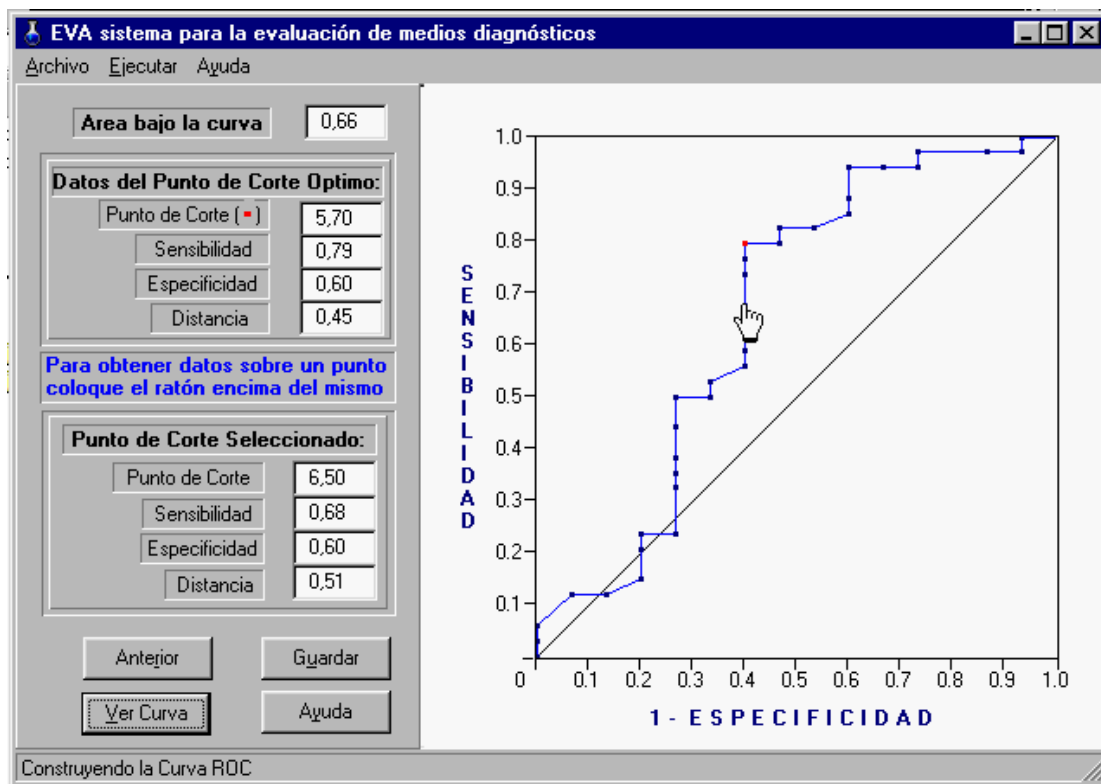 EVA sistema para la evaluación de medios diagnósticos
Archivo Ejecutar Ayuda
Area bajo la curva 0,66
Datos del Punto de Corte Optimo:
Punto de Corte ( ) 5,70
Sensibilidad 0,79
Especificidad 0,60
Distancia 0,45
Para obtener datos sobre un punto
coloque el ratón encima del mismo
Punto de Corte Seleccionado:
Punto de Corte 6,50
Sensibilidad 0,68
Especificidad 0,60
Distancia 0,51
Anterior Guardar
Ver Curva Ayuda
SENSIBILIDAD
1.0
0.9
0.8
0.7
0.6
0.5
0.4
0.3
0.2
0.1
0 0.1 0.2 0.3 0.4 0.5 0.6 0.7 0.8 0.9 1.0
1 - ESPECIFICIDAD
Construyendo la Curva ROC